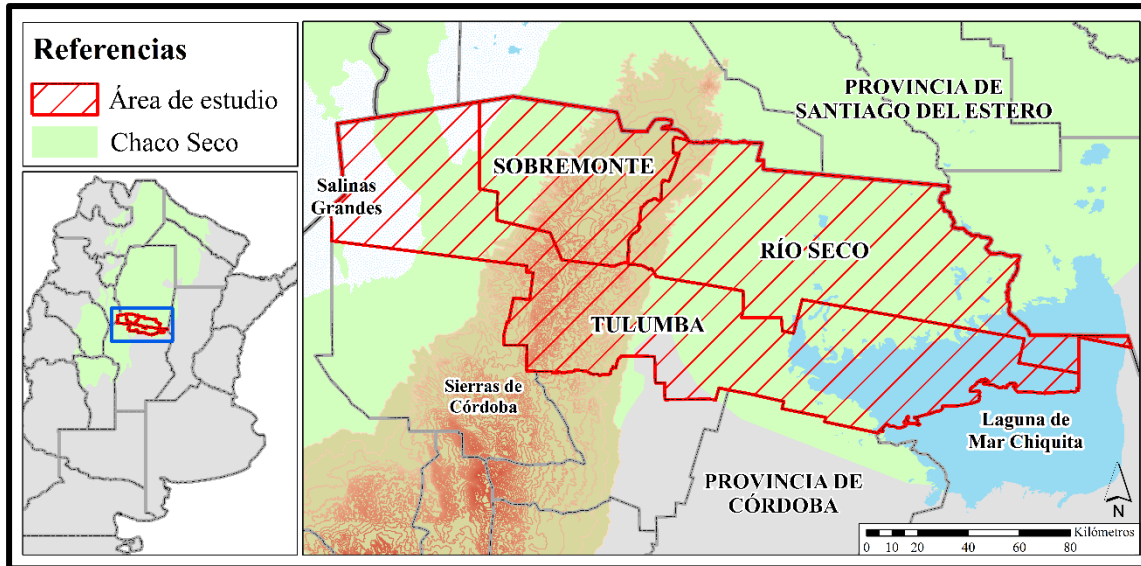 Referencias
Área de estudio
Chaco Seco
PROVINCIA DE
SANTIAGO DEL ESTERO
SOBREMONTE
Salinas
Grandes
RÍO SECO
TULUMBA
Sierras de
Córdoba
Laguna de
Mar Chiquita
PROVINCIA DE
CÓRDOBA
N
Kilómetros
0 10 20 40 60 80